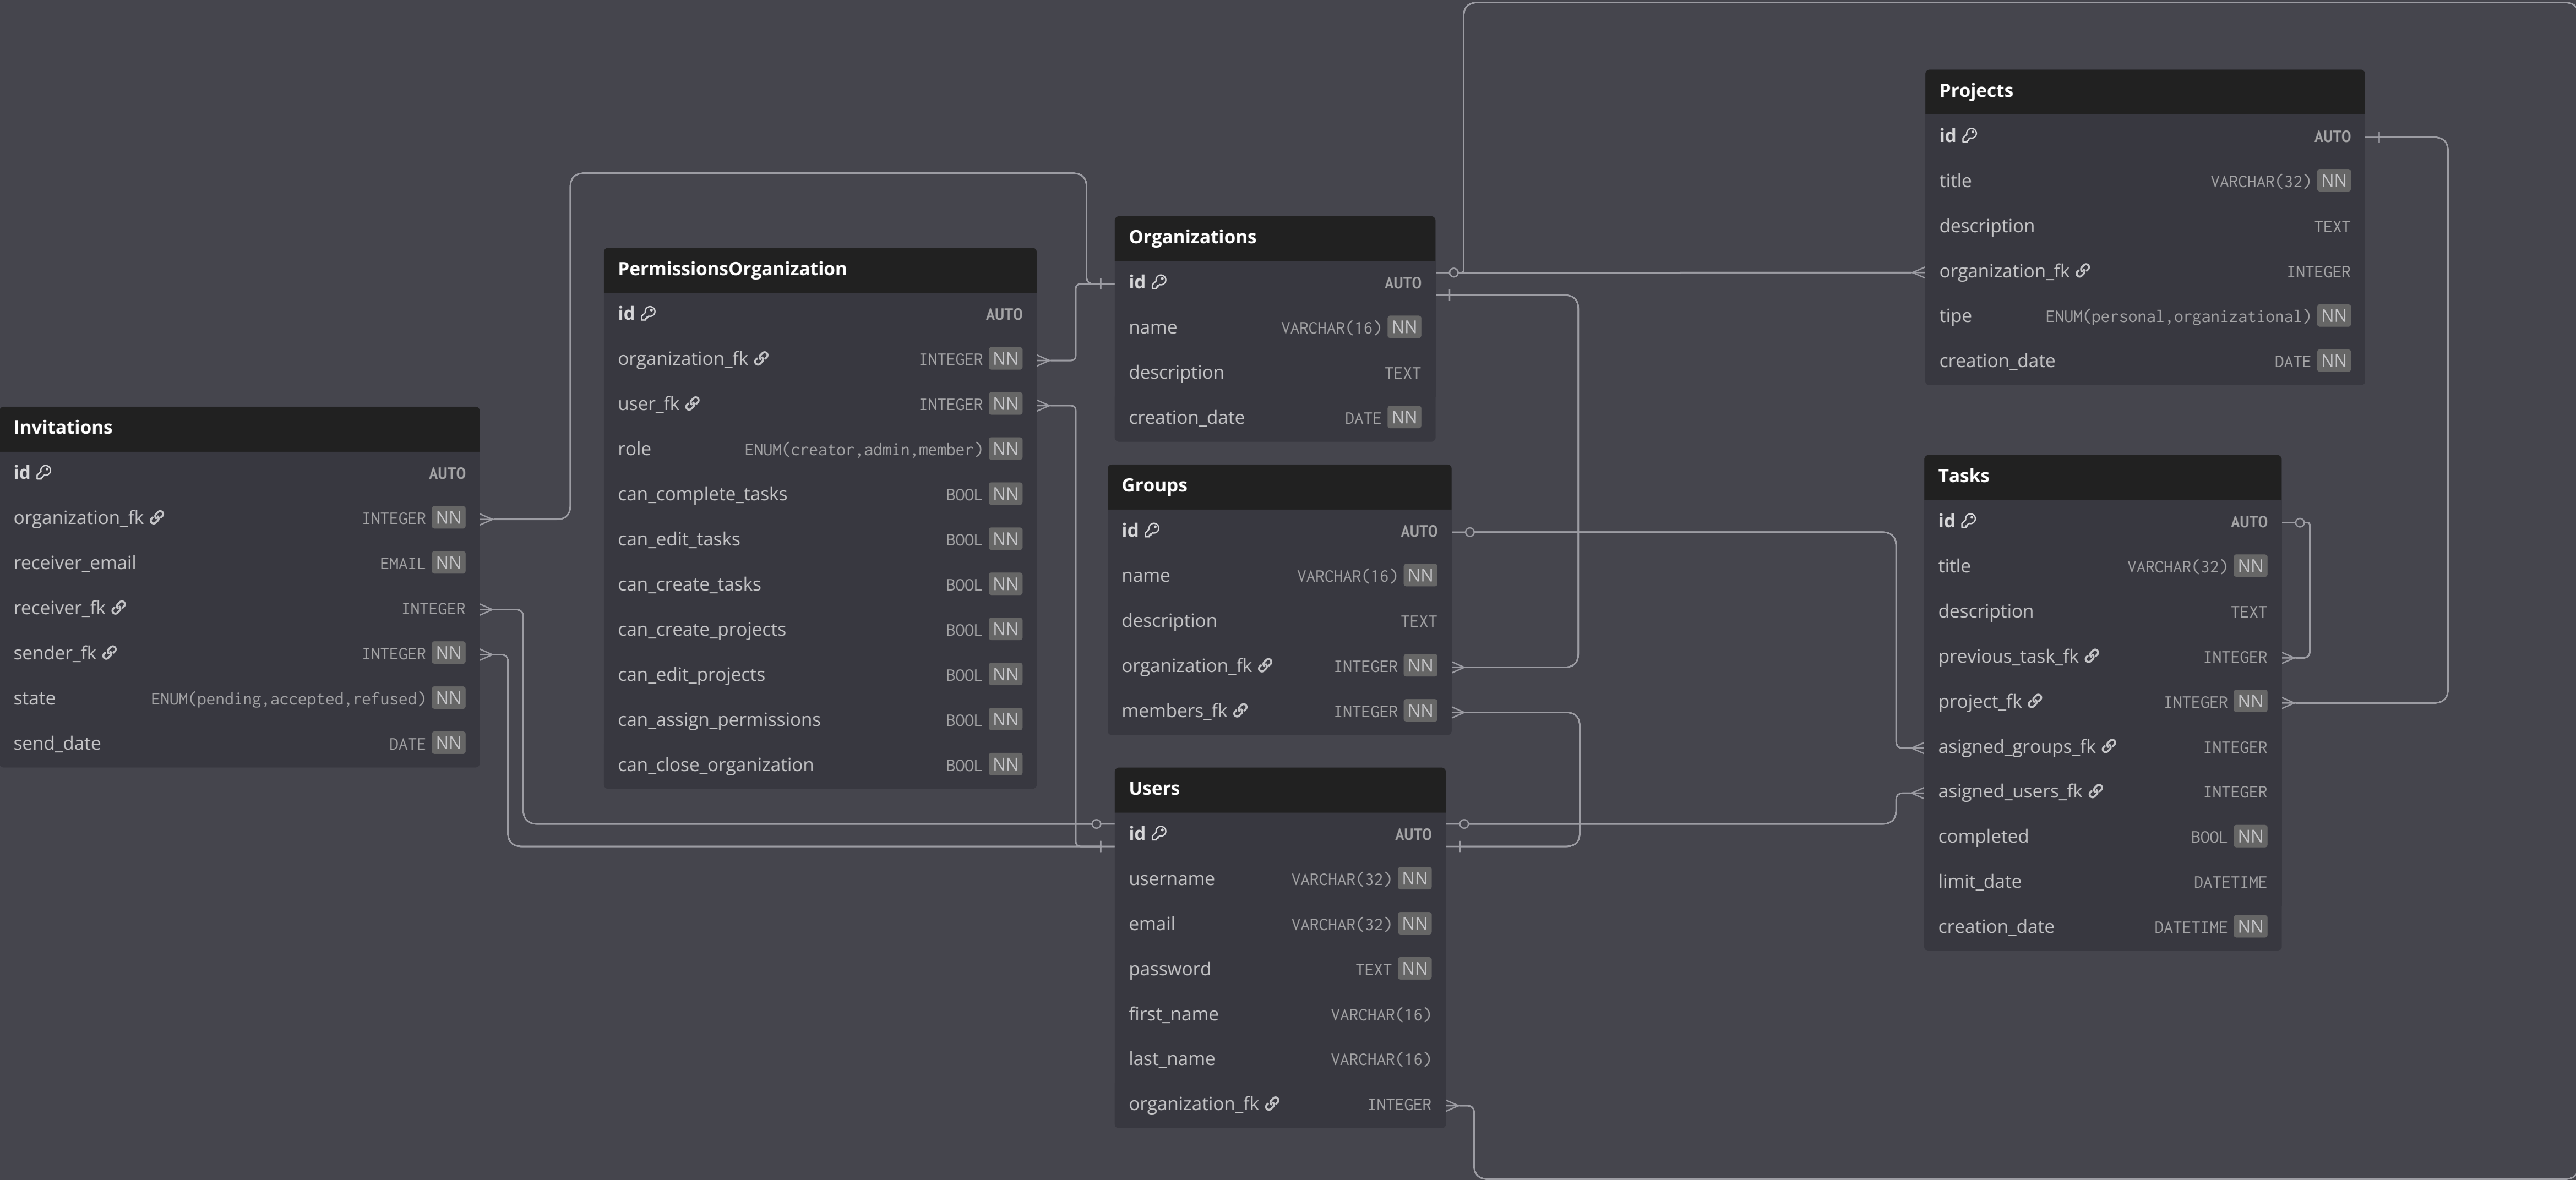 Invitations
id AUTO
organization_fk INTEGER NN
receiver_email EMAIL NN
receiver_fk INTEGER
sender_fk INTEGER NN
state ENUM(pending,accepted,refused) NN
send_date DATE NN
PermissionsOrganization
id AUTO
organization_fk INTEGER NN
user_fk INTEGER NN
role ENUM(creator,admin,member) NN
can_complete_tasks BOOL NN
can_edit_tasks BOOL NN
can_create_tasks BOOL NN
can_create_projects BOOL NN
can_edit_projects BOOL NN
can_assign_permissions BOOL NN
can_close_organization BOOL NN
Organizations
id AUTO
name VARCHAR(16) NN
description TEXT
creation_date DATE NN
Groups
id AUTO
name VARCHAR(16) NN
description TEXT
organization_fk INTEGER NN
members_fk INTEGER NN
Users
id AUTO
username VARCHAR(32) NN
email VARCHAR(32) NN
password TEXT NN
first_name VARCHAR(16)
last_name VARCHAR(16)
organization_fk INTEGER
Projects
id AUTO
title VARCHAR(32) NN
description TEXT
organization_fk INTEGER
tipe ENUM(personal,organizational) NN
creation_date DATE NN
Tasks
id AUTO
title VARCHAR(32) NN
description TEXT
previous_task_fk INTEGER
project_fk INTEGER NN
asigned_groups_fk INTEGER
asigned_users_fk INTEGER
completed BOOL NN
limit_date DATETIME
creation_date DATETIME NN